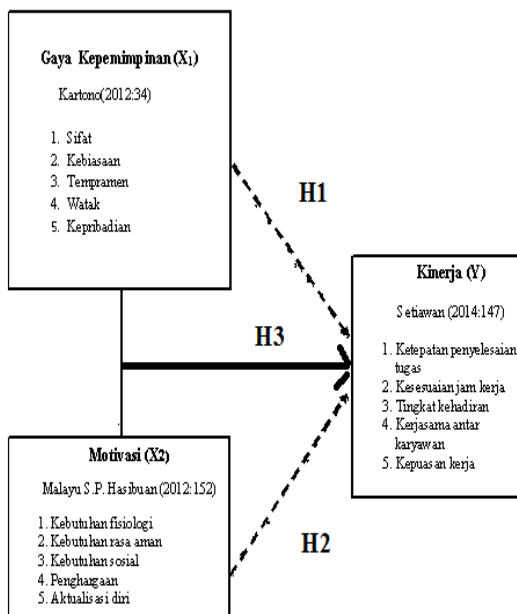 Gaya Kepemimpinan (X1)
Kartono(2012:34)
1. Sifat
2. Kebiasaan
3. Tempramen
4. Watak
5. Kepribadian
H1
Kinerja (Y)
Setiawan (2014:147)
1. Ketepatan penyelesaian
tugas
2. Kesesuaian jam kerja
3. Tingkat kehadiran
4. Kerjasama antar
karyawan
5. Kepuasan kerja
H3
Motivasi (X2)
Malayu S.P. Hasibuan (2012:152)
1. Kebutuhan fisiologi
2. Kebutuhan rasa aman
3. Kebutuhan sosial
4. Penghargaan
5. Aktualisasi diri
H2